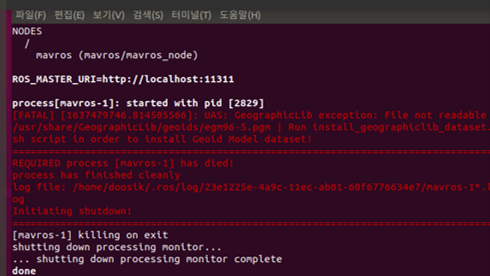 파일(F) 편집(E) 보기(V) 검색(S) 터미널(T) 도움말(H)
NODES
/
mavros (mavros/mavros_node)
ROS_MASTER_URI=http://localhost:11311
process[mavros-1]: started with pid [2829]
[FATAL] [1637479746.814505566]: UAS: GeographicLib exception: File not readable
/usr/share/GeographicLib/geoids/egm96-5.pgm | Run install_geographiclib_dataset.
sh script in order to install Geoid Model dataset!
================================================================================
REQUIRED process [mavros-1] has died!
process has finished cleanly
log file: /home/doosik/.ros/log/23e1225e-4a9c-11ec-ab01-60f6776634e7/mavros-1*.l
og
Initiating shutdown!
================================================================================
[mavros-1] killing on exit
shutting down processing monitor...
... shutting down processing monitor complete
done